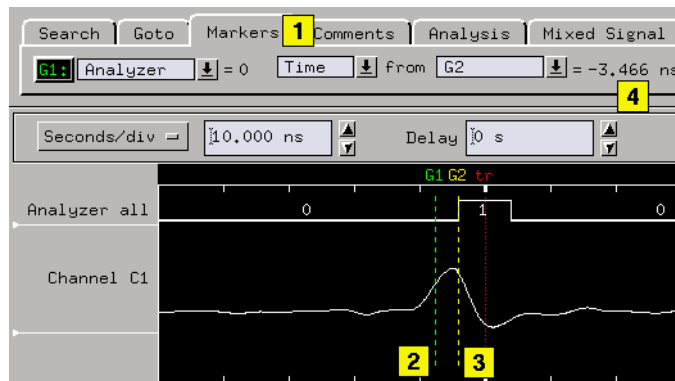 Search Goto Markers 1 Comments Analysis Mixed Signal
G1: Analyzer = 0 Time from G2 = -3.466 ns
4
Seconds/div 10.000 ns Delay 0 s
G1 G2 tr
Analyzer all 0 1 0
Channel C1
2 3